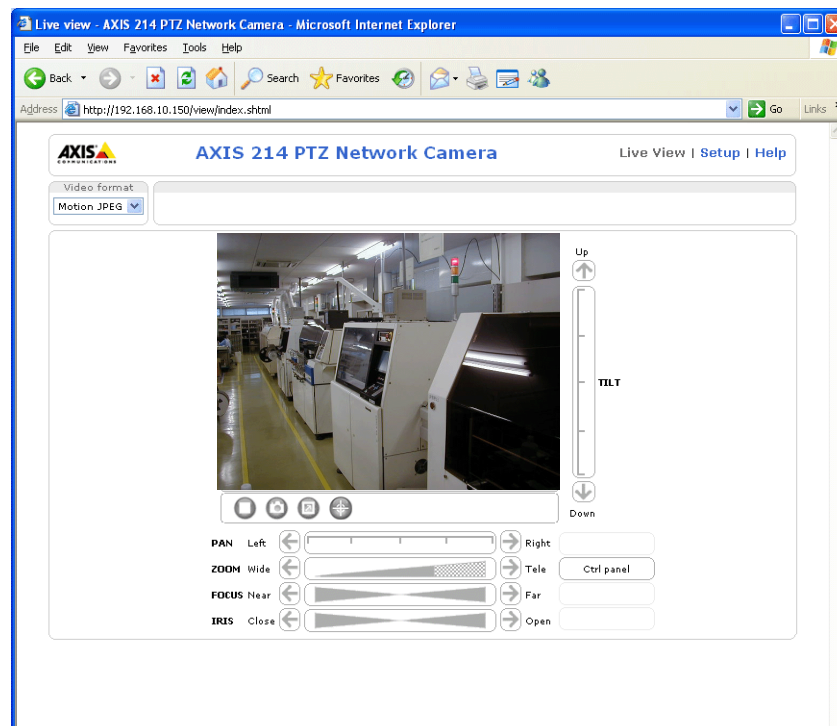 Live view - AXIS 214 PTZ Network Camera - Microsoft Internet Explorer
File Edit View Favorites Tools Help
Back Search Favorites
Address http://192.168.10.150/view/index.shtml Go Links
AXIS COMMUNICATIONS AXIS 214 PTZ Network Camera Live View | Setup | Help
Video format
Motion JPEG
Up
TILT
Down
PAN Left Right
ZOOM Wide Tele Ctrl panel
FOCUS Near Far
IRIS Close Open